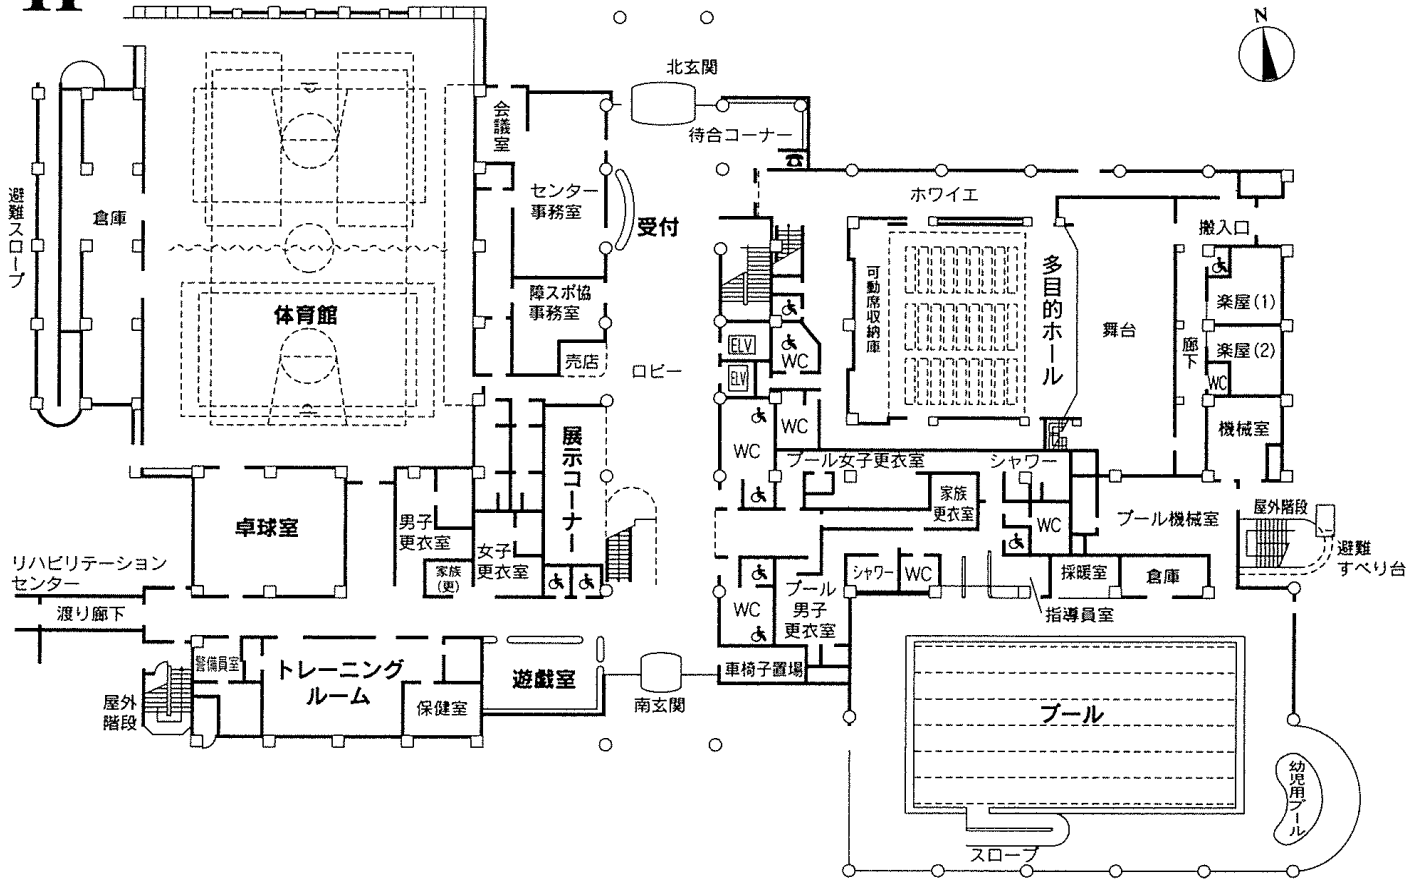 1F
N
北玄関
待合コーナー
会議室
センター
事務室
受付
ホワイエ
搬入口
避難スロープ
倉庫
体育館
障スポ協
事務室
売店
ロビー
ELV
ELV
WC
可動席収納庫
多目的ホール
舞台
廊下
楽屋(1)
楽屋(2)
WC
機械室
展示コーナー
WC
WC
プール女子更衣室
シャワー
家族
更衣室
WC
プール機械室
屋外階段
避難
すべり台
卓球室
男子
更衣室
女子
更衣室
家族
(更)
リハビリテーション
センター
渡り廊下
シャワー
WC
採暖室
倉庫
指導員室
WC
プール
男子
更衣室
警備員室
トレーニング
ルーム
保健室
遊戯室
南玄関
車椅子置場
屋外
階段
プール
幼児用プール
スロープ